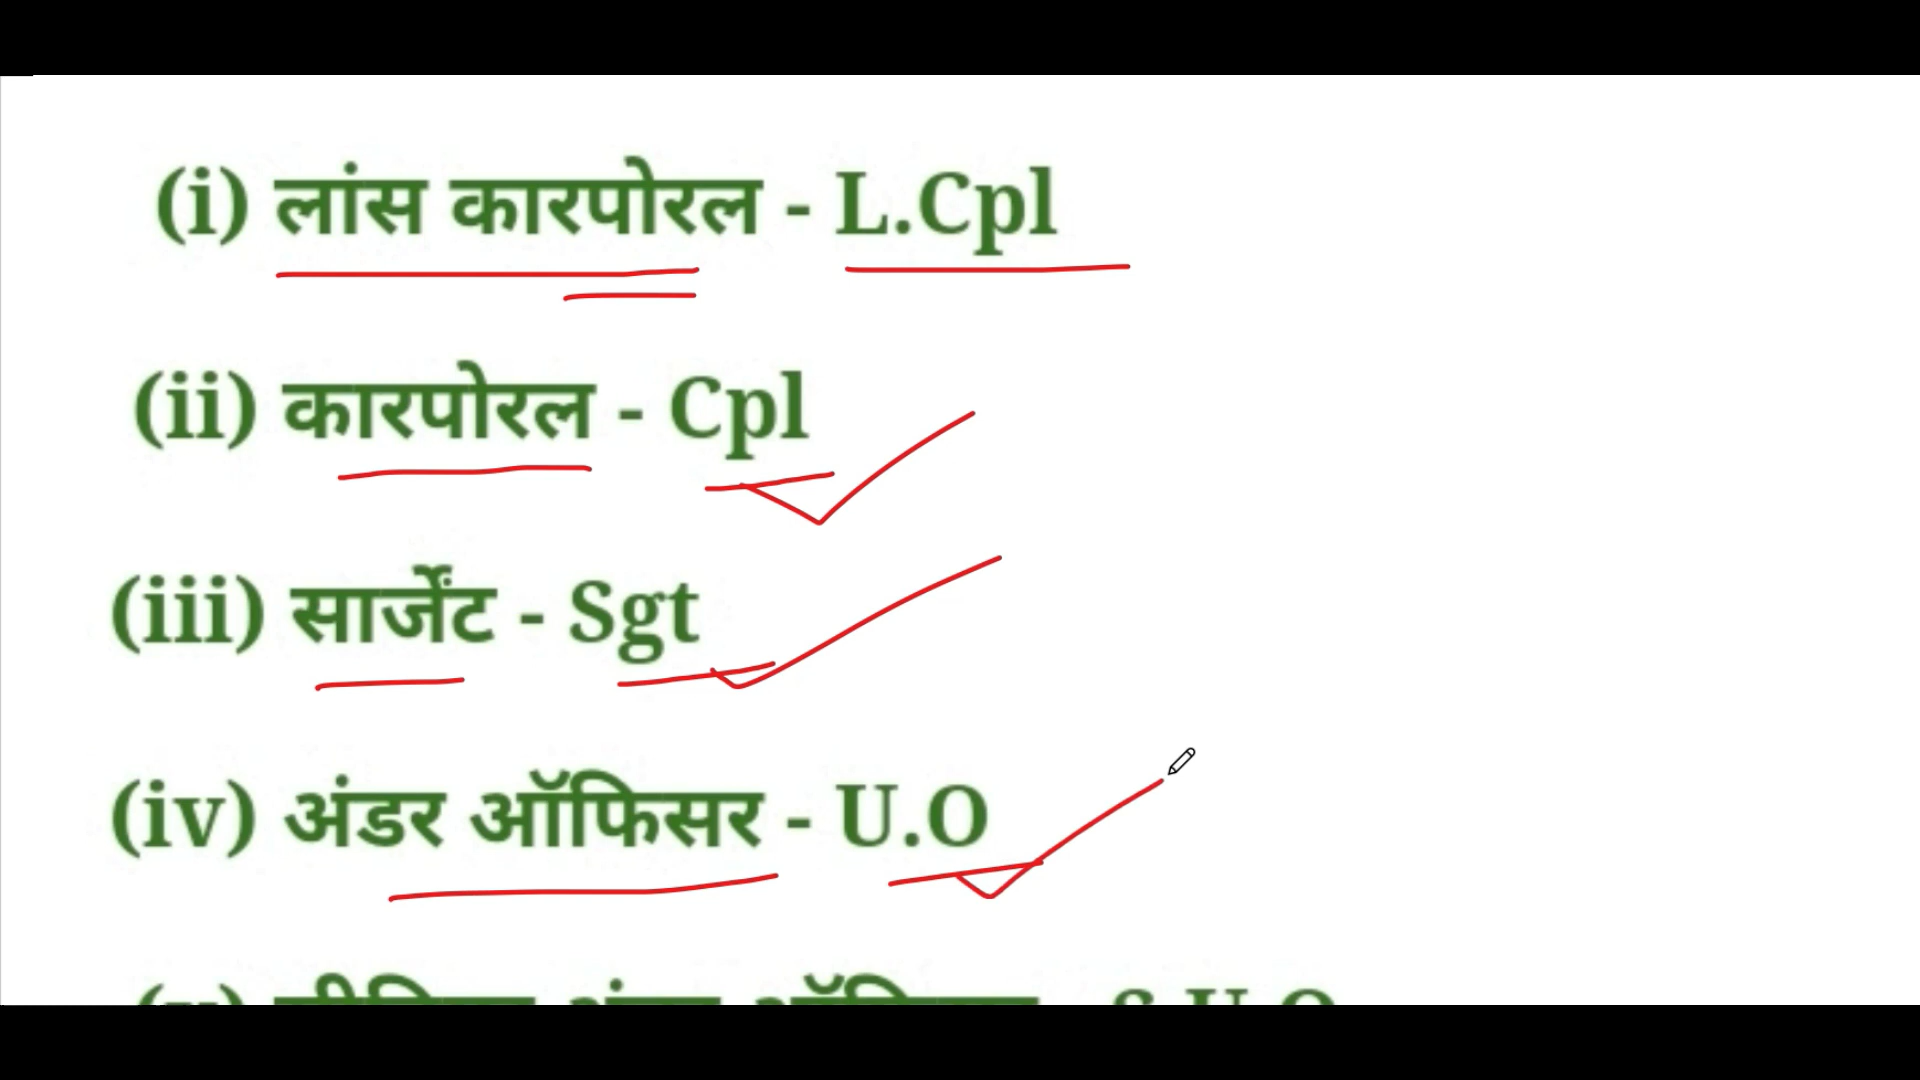 (i) लांस कारपोरल - L.Cpl
(ii) कारपोरल - Cpl
(iii) सार्जेंट - Sgt
(iv) अंडर ऑफिसर - U.O